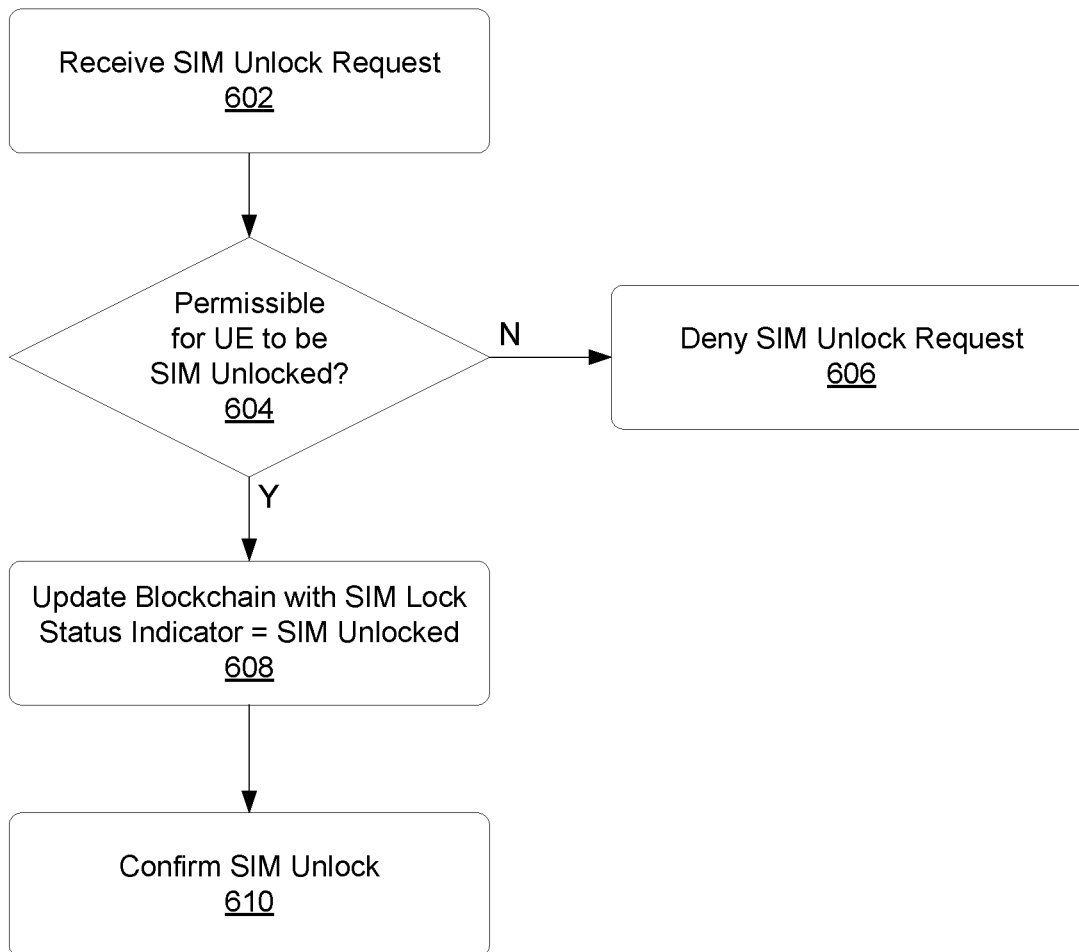 Receive SIM Unlock Request
602
Permissible
for UE to be
SIM Unlocked?
604
N
Deny SIM Unlock Request
606
Y
Update Blockchain with SIM Lock
Status Indicator = SIM Unlocked
608
Confirm SIM Unlock
610